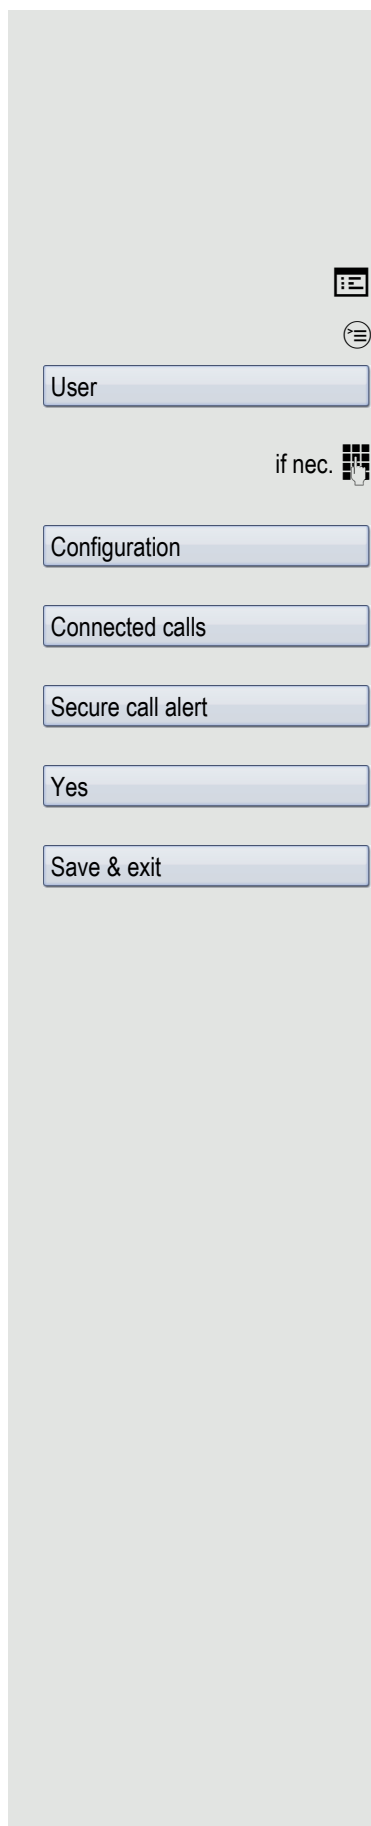 User
if nec.
Configuration
Connected calls
Secure call alert
Yes
Save & exit